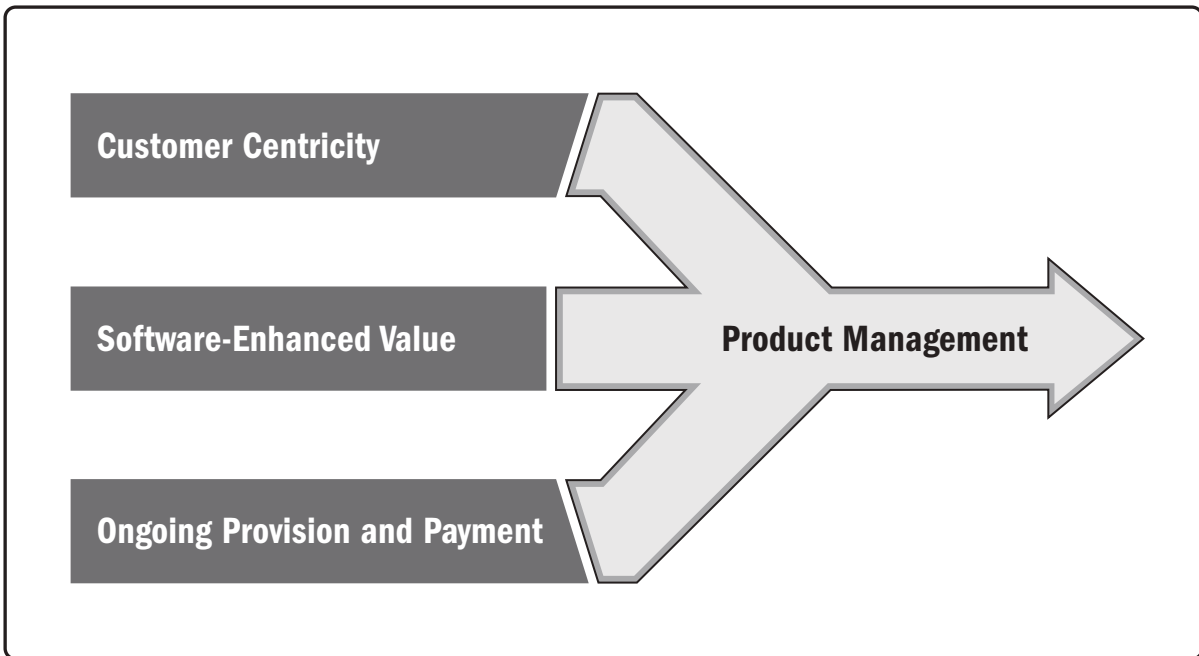 Customer Centricity
Software-Enhanced Value
Product Management
Ongoing Provision and Payment